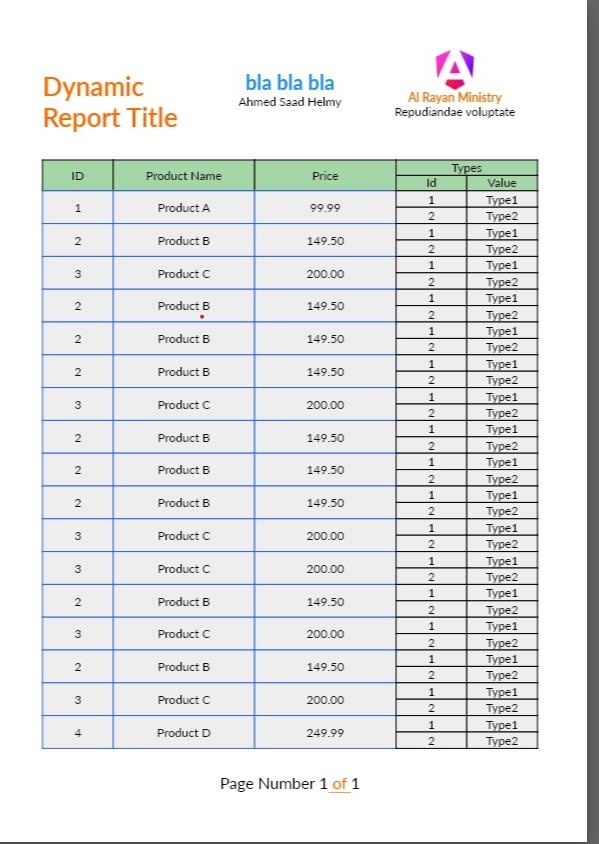 Dynamic
Report Title
bla bla bla
Ahmed Saad Helmy
Al Rayan Ministry
Repudiandae voluptate
ID Product Name Price Types
Id Value
1 Product A 99.99 1 Type1
2 Type2
2 Product B 149.50 1 Type1
2 Type2
3 Product C 200.00 1 Type1
2 Type2
2 Product B 149.50 1 Type1
2 Type2
2 Product B 149.50 1 Type1
2 Type2
2 Product B 149.50 1 Type1
2 Type2
3 Product C 200.00 1 Type1
2 Type2
2 Product B 149.50 1 Type1
2 Type2
2 Product B 149.50 1 Type1
2 Type2
2 Product B 149.50 1 Type1
2 Type2
3 Product C 200.00 1 Type1
2 Type2
3 Product C 200.00 1 Type1
2 Type2
2 Product B 149.50 1 Type1
2 Type2
3 Product C 200.00 1 Type1
2 Type2
2 Product B 149.50 1 Type1
2 Type2
3 Product C 200.00 1 Type1
2 Type2
4 Product D 249.99 1 Type1
2 Type2
Page Number 1 of 1